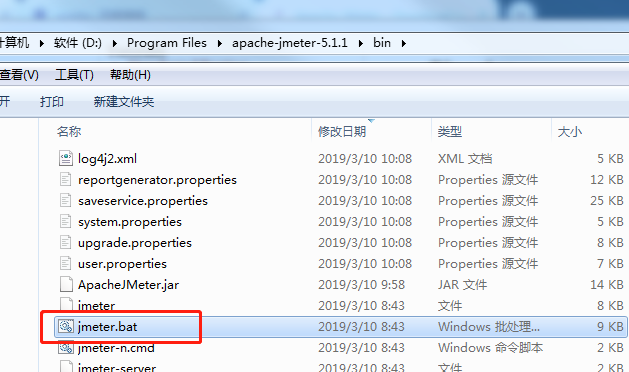 计算机 ▸ 软件 (D:) ▸ Program Files ▸ apache-jmeter-5.1.1 ▸ bin ▸
查看(V) 工具(T) 帮助(H)
开 打印 新建文件夹
名称 修改日期 类型 大小
log4j2.xml 2019/3/10 10:08 XML 文档 5 KB
reportgenerator.properties 2019/3/10 10:08 Properties 源文件 12 KB
saveservice.properties 2019/3/10 10:08 Properties 源文件 25 KB
system.properties 2019/3/10 10:08 Properties 源文件 5 KB
upgrade.properties 2019/3/10 10:08 Properties 源文件 8 KB
user.properties 2019/3/10 10:08 Properties 源文件 7 KB
ApacheJMeter.jar 2019/3/10 9:58 JAR 文件 14 KB
jmeter 2019/3/10 8:43 文件 8 KB
jmeter.bat 2019/3/10 8:43 Windows 批处理... 9 KB
jmeter-n.cmd 2019/3/10 8:43 Windows 命令脚本 2 KB
jmeter-server 2019/3/10 8:43 文件 2 KB